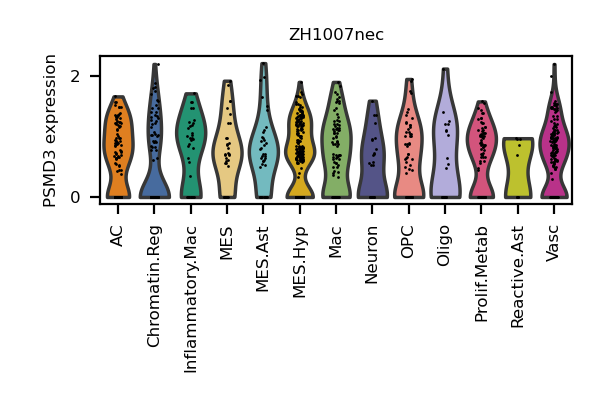 ZH1007nec
PSMD3 expression
2
0
AC
Chromatin.Reg
Inflammatory.Mac
MES
MES.Ast
MES.Hyp
Mac
Neuron
OPC
Oligo
Prolif.Metab
Reactive.Ast
Vasc